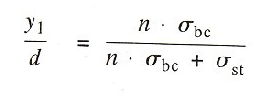 y₁ / d = n · σbc / n · σbc + σst